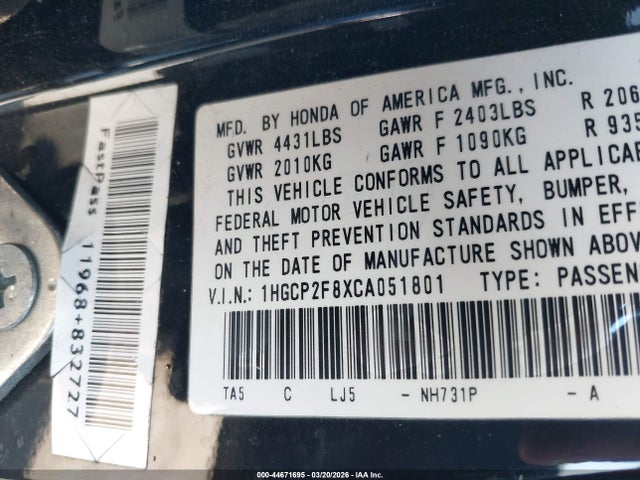 MFD. BY HONDA OF AMERICA MFG., INC.
GVWR 4431LBS GAWR F 2403LBS R 206
GVWR 2010KG GAWR F 1090KG R 935
THIS VEHICLE CONFORMS TO ALL APPLICA
FEDERAL MOTOR VEHICLE SAFETY, BUMPER,
AND THEFT PREVENTION STANDARDS IN EFF
ON THE DATE OF MANUFACTURE SHOWN ABOV
V.I.N.: 1HGCP2F8XCA051801 TYPE: PASSEN
TA5 C LJ5 - NH731P - A
FastPass 11968+832727
000-44671695 - 03/20/2026 - IAA Inc.